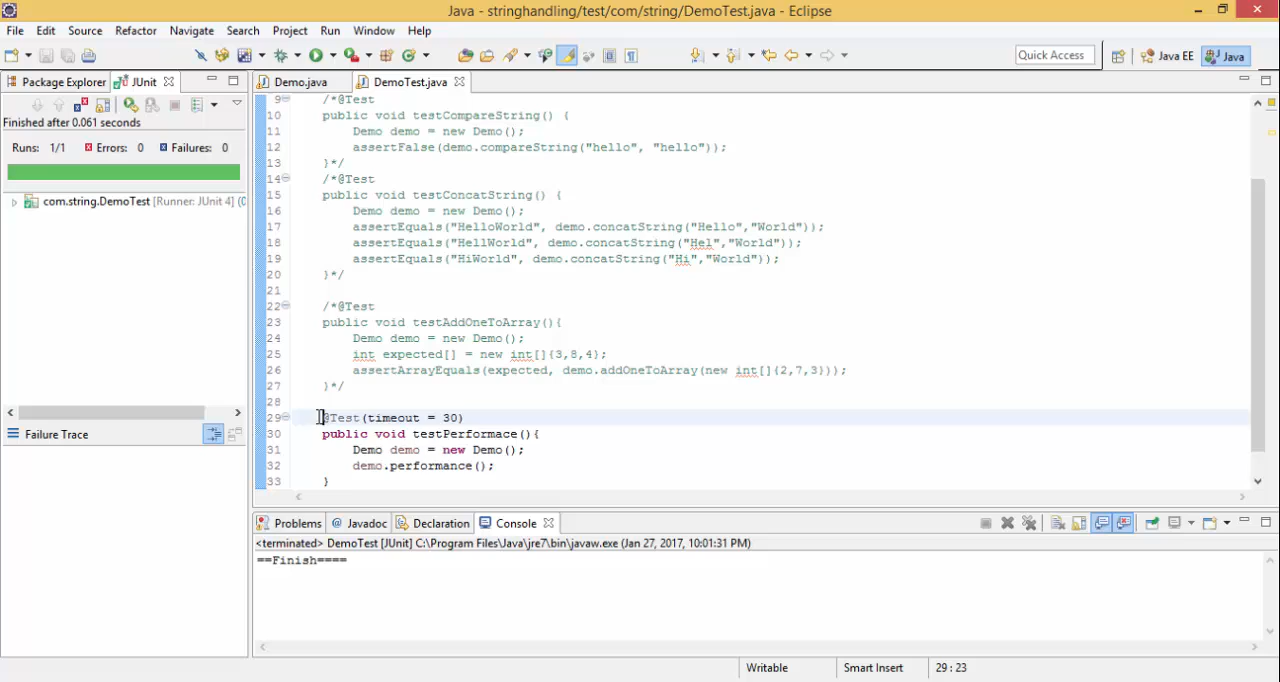 Java - stringhandling/test/com/string/DemoTest.java - Eclipse
File Edit Source Refactor Navigate Search Project Run Window Help
Quick Access Java EE Java
Package Explorer JUnit
Finished after 0.061 seconds
Runs: 1/1 Errors: 0 Failures: 0
com.string.DemoTest [Runner: JUnit 4] (0
Failure Trace
Demo.java DemoTest.java
9 /*@Test
10 public void testCompareString() {
11 Demo demo = new Demo();
12 assertFalse(demo.compareString("hello", "hello"));
13 }*/
14 /*@Test
15 public void testConcatString() {
16 Demo demo = new Demo();
17 assertEquals("HelloWorld", demo.concatString("Hello","World"));
18 assertEquals("HellWorld", demo.concatString("Hel","World"));
19 assertEquals("HiWorld", demo.concatString("Hi","World"));
20 }*/
21
22 /*@Test
23 public void testAddOneToArray(){
24 Demo demo = new Demo();
25 int expected[] = new int[]{3,8,4};
26 assertArrayEquals(expected, demo.addOneToArray(new int[]{2,7,3}));
27 }*/
28
29 @Test(timeout = 30)
30 public void testPerformace(){
31 Demo demo = new Demo();
32 demo.performance();
33 }
Problems @ Javadoc Declaration Console
<terminated> DemoTest [JUnit] C:\Program Files\Java\jre7\bin\javaw.exe (Jan 27, 2017, 10:01:31 PM)
==Finish====
Writable Smart Insert 29 : 23